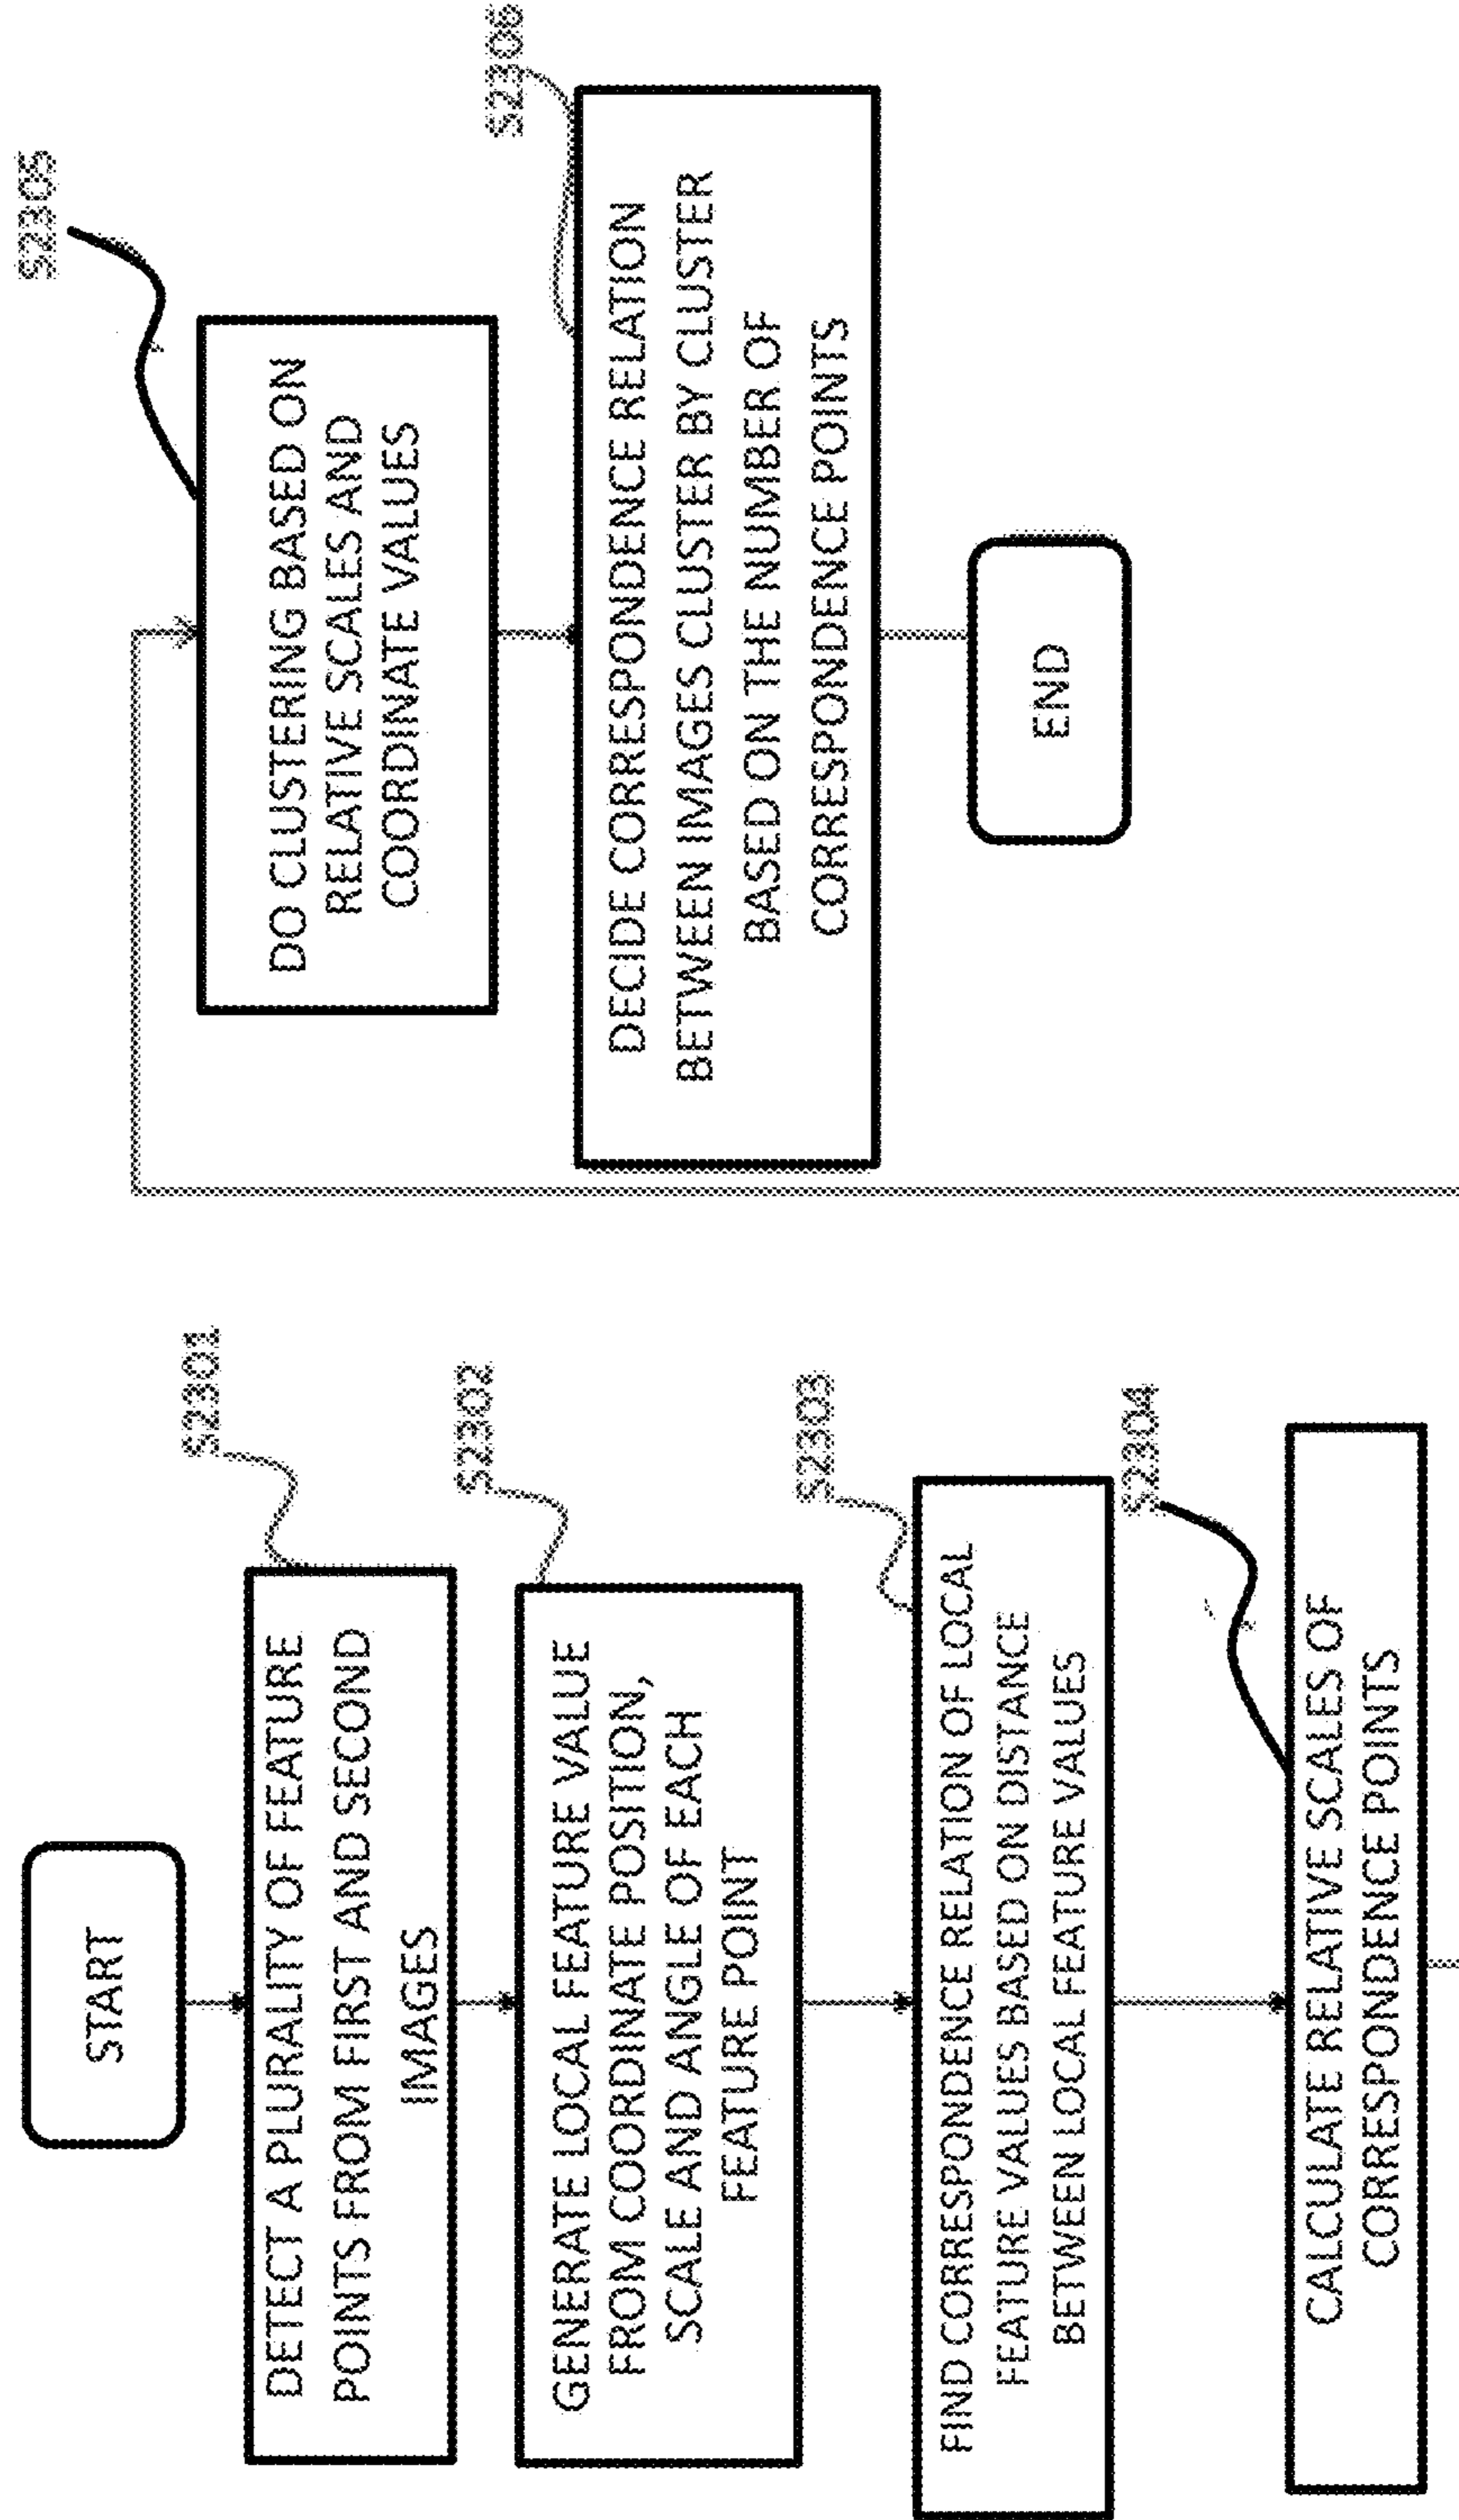 START
S2301
DETECT A PLURALITY OF FEATURE
POINTS FROM FIRST AND SECOND
IMAGES
S2302
GENERATE LOCAL FEATURE VALUE
FROM COORDINATE POSITION,
SCALE AND ANGLE OF EACH
FEATURE POINT
S2303
FIND CORRESPONDENCE RELATION OF LOCAL
FEATURE VALUES BASED ON DISTANCE
BETWEEN LOCAL FEATURE VALUES
S2304
CALCULATE RELATIVE SCALES OF
CORRESPONDENCE POINTS
S2305
DO CLUSTERING BASED ON
RELATIVE SCALES AND
COORDINATE VALUES
S2306
DECIDE CORRESPONDENCE RELATION
BETWEEN IMAGES CLUSTER BY CLUSTER
BASED ON THE NUMBER OF
CORRESPONDENCE POINTS
END